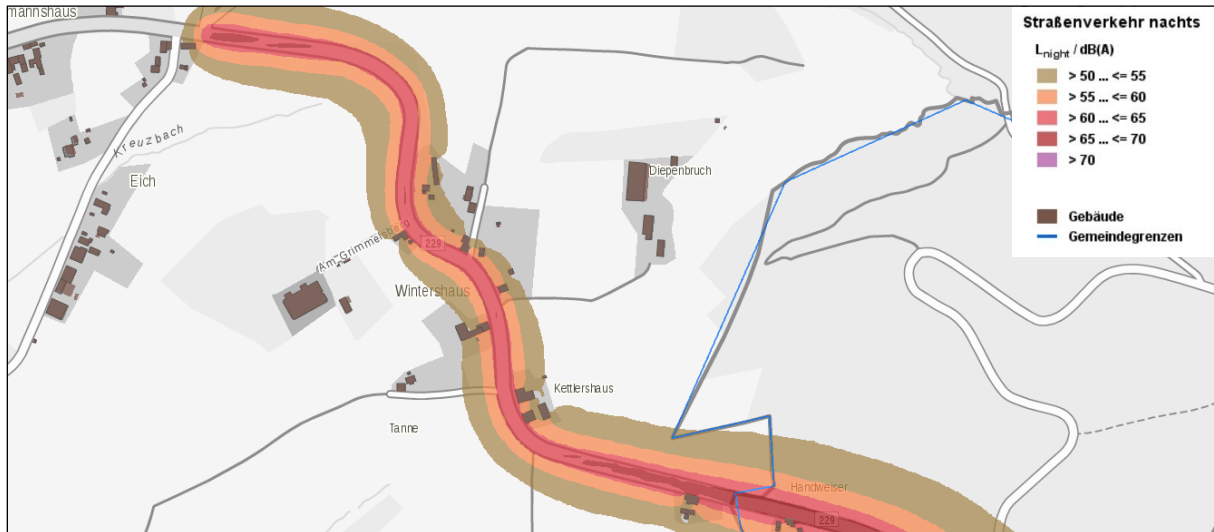 mannshaus
Kreuzbach
Eich
Am Grimmelsberg
229
Wintershaus
Diepenbruch
Kettlershaus
Tanne
Handweiser
229
Straßenverkehr nachts
Lnight / dB(A)
> 50 ... <= 55
> 55 ... <= 60
> 60 ... <= 65
> 65 ... <= 70
> 70
Gebäude
Gemeindegrenzen